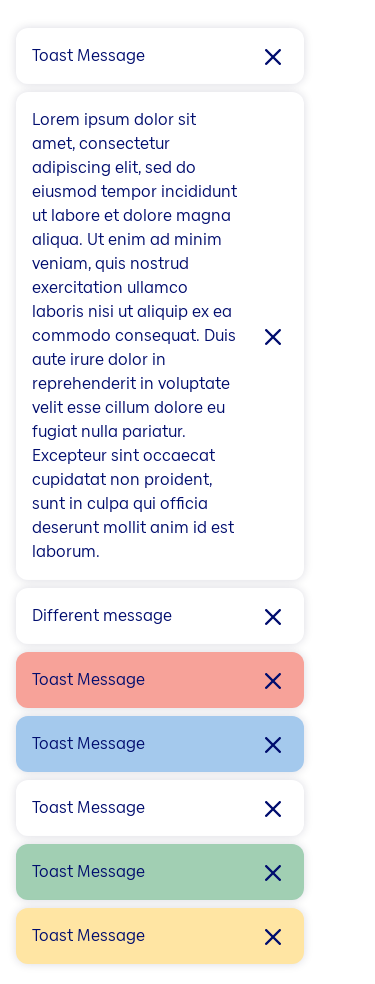 Toast Message
Lorem ipsum dolor sit
amet, consectetur
adipiscing elit, sed do
eiusmod tempor incididunt
ut labore et dolore magna
aliqua. Ut enim ad minim
veniam, quis nostrud
exercitation ullamco
laboris nisi ut aliquip ex ea
commodo consequat. Duis
aute irure dolor in
reprehenderit in voluptate
velit esse cillum dolore eu
fugiat nulla pariatur.
Excepteur sint occaecat
cupidatat non proident,
sunt in culpa qui officia
deserunt mollit anim id est
laborum.
Different message
Toast Message
Toast Message
Toast Message
Toast Message
Toast Message